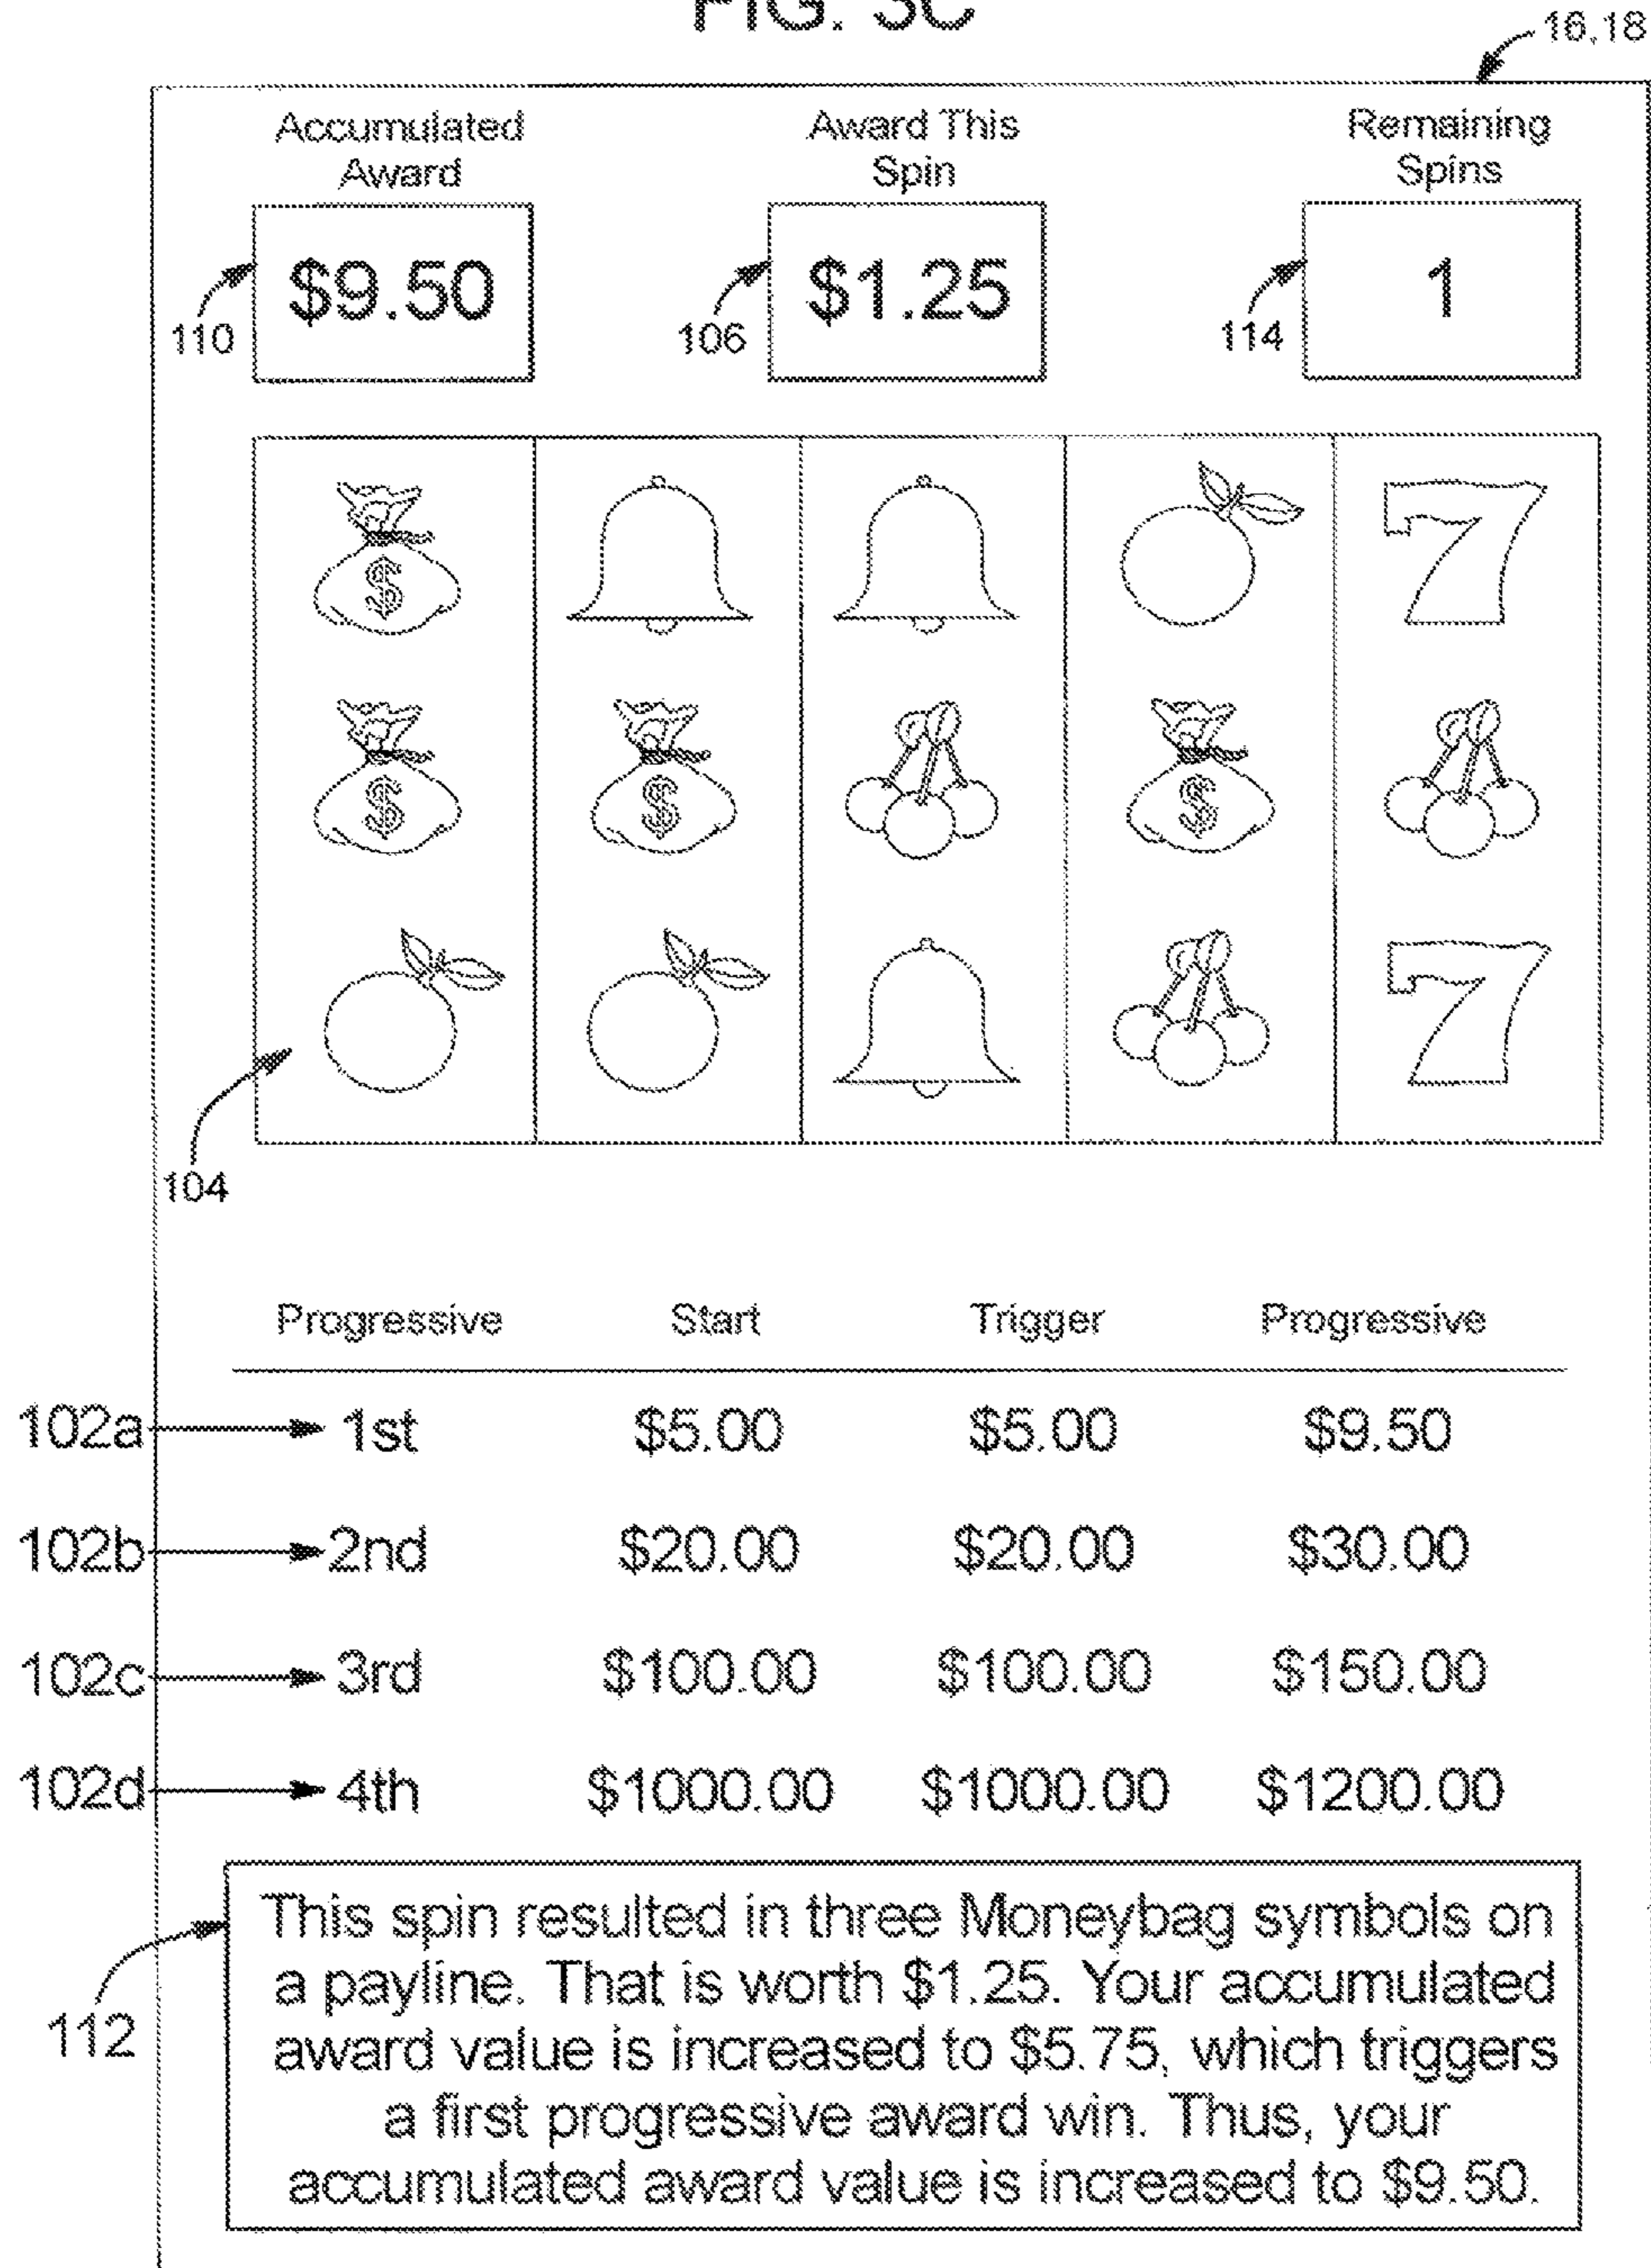 FIG. 3C
16,18
Accumulated Award This Remaining
Award Spin Spins
$9.50 $1.25 1
110 106 114
$ 7
$ $ $
7
104
Progressive Start Trigger Progressive
102a 1st $5.00 $5.00 $9.50
102b 2nd $20.00 $20.00 $30.00
102c 3rd $100.00 $100.00 $150.00
102d 4th $1000.00 $1000.00 $1200.00
112
This spin resulted in three Moneybag symbols on
a payline. That is worth $1.25. Your accumulated
award value is increased to $5.75, which triggers
a first progressive award win. Thus, your
accumulated award value is increased to $9.50.